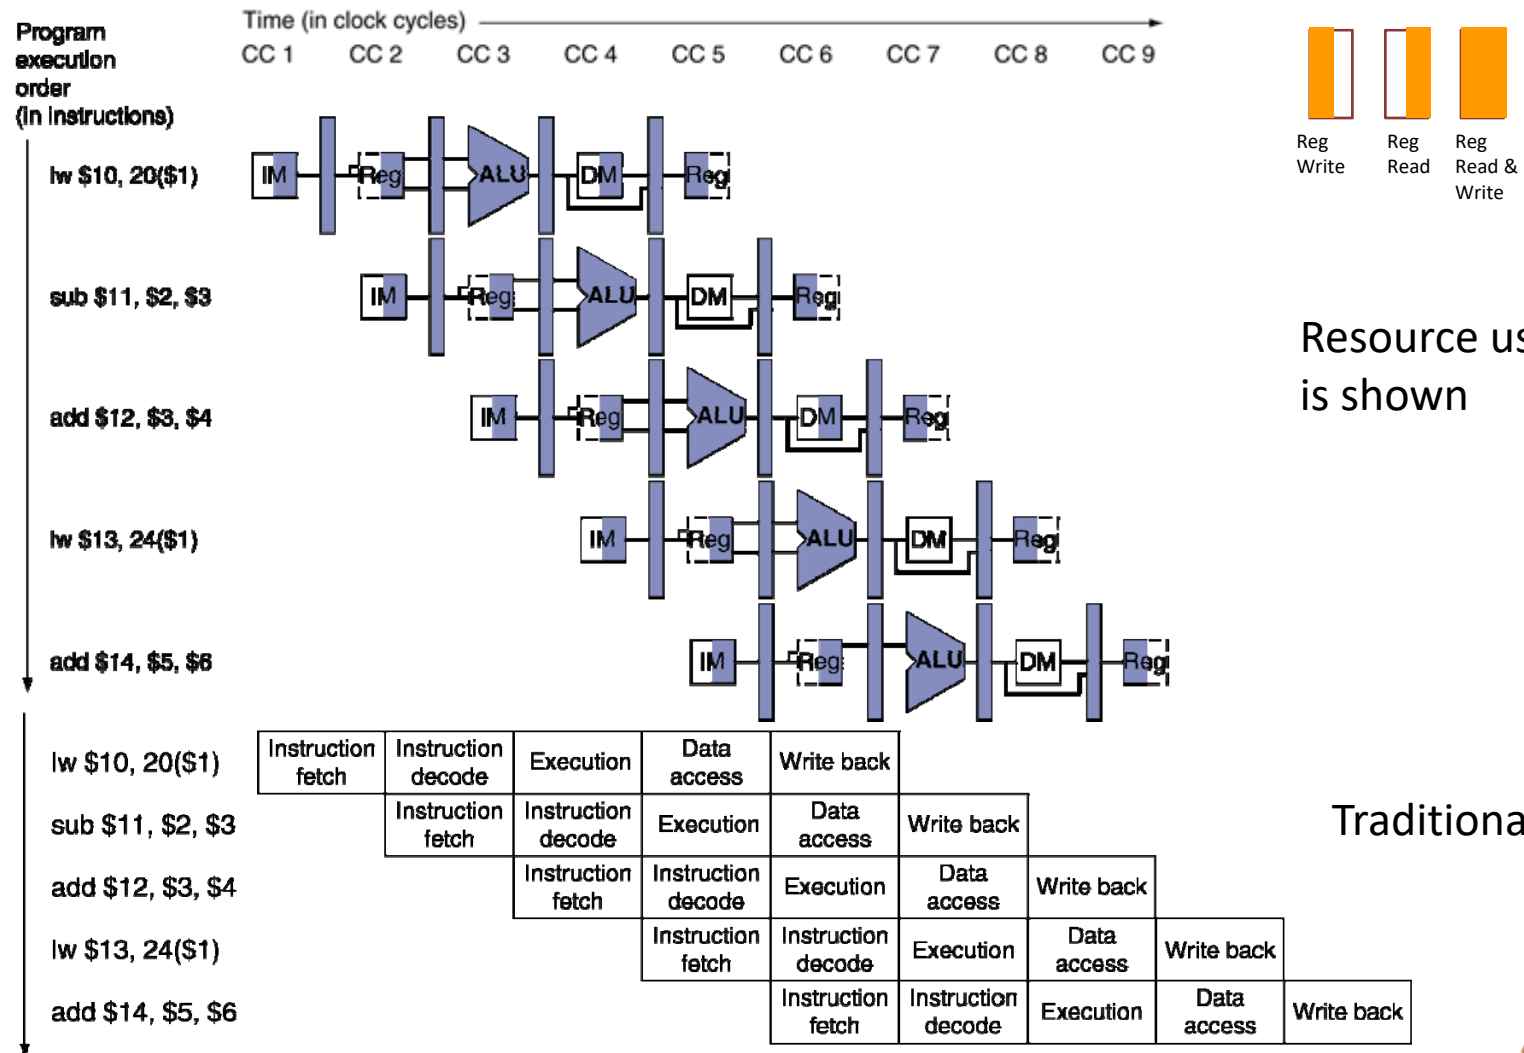 Time (in clock cycles)
Program
execution
order
(in instructions)
CC 1 CC 2 CC 3 CC 4 CC 5 CC 6 CC 7 CC 8 CC 9
Reg
Write
Reg
Read
Reg
Read &
Write
lw $10, 20($1)
IM Reg ALU DM Reg
sub $11, $2, $3
IM Reg ALU DM Reg
Resource us
is shown
add $12, $3, $4
IM Reg ALU DM Reg
lw $13, 24($1)
IM Reg ALU DM Reg
add $14, $5, $6
IM Reg ALU DM Reg
lw $10, 20($1)
Instruction
fetch
Instruction
decode
Execution
Data
access
Write back
sub $11, $2, $3
Instruction
fetch
Instruction
decode
Execution
Data
access
Write back
Traditiona
add $12, $3, $4
Instruction
fetch
Instruction
decode
Execution
Data
access
Write back
lw $13, 24($1)
Instruction
fetch
Instruction
decode
Execution
Data
access
Write back
add $14, $5, $6
Instruction
fetch
Instruction
decode
Execution
Data
access
Write back